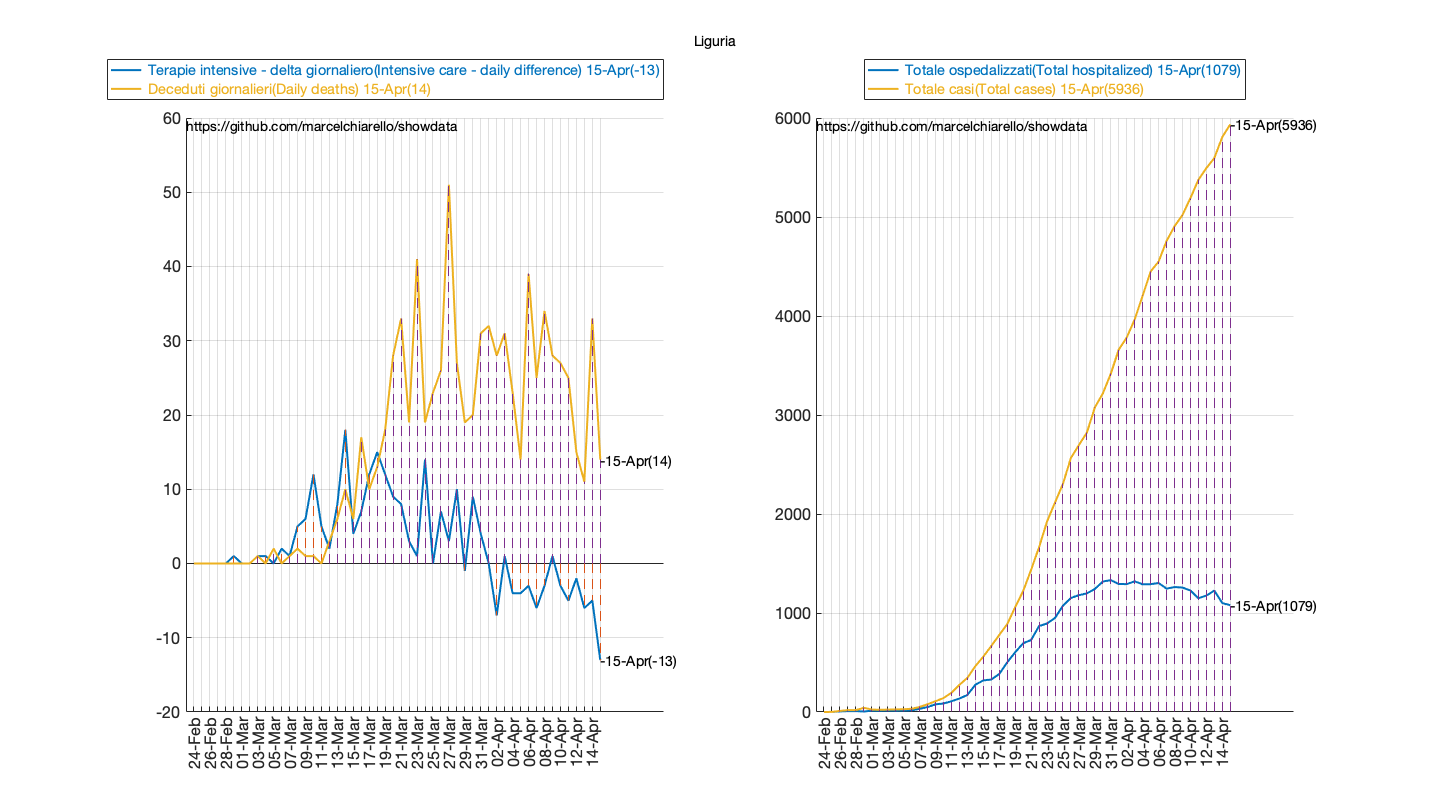 Liguria
Terapie intensive - delta giornaliero(Intensive care - daily difference) 15-Apr(-13)
Deceduti giornalieri(Daily deaths) 15-Apr(14)
https://github.com/marcelchiarello/showdata
60
50
40
30
20
10
0
-10
-20
15-Apr(14)
15-Apr(-13)
24-Feb
26-Feb
28-Feb
01-Mar
03-Mar
05-Mar
07-Mar
09-Mar
11-Mar
13-Mar
15-Mar
17-Mar
19-Mar
21-Mar
23-Mar
25-Mar
27-Mar
29-Mar
31-Mar
02-Apr
04-Apr
06-Apr
08-Apr
10-Apr
12-Apr
14-Apr
Totale ospedalizzati(Total hospitalized) 15-Apr(1079)
Totale casi(Total cases) 15-Apr(5936)
https://github.com/marcelchiarello/showdata
6000
5000
4000
3000
2000
1000
0
15-Apr(5936)
15-Apr(1079)
24-Feb
26-Feb
28-Feb
01-Mar
03-Mar
05-Mar
07-Mar
09-Mar
11-Mar
13-Mar
15-Mar
17-Mar
19-Mar
21-Mar
23-Mar
25-Mar
27-Mar
29-Mar
31-Mar
02-Apr
04-Apr
06-Apr
08-Apr
10-Apr
12-Apr
14-Apr